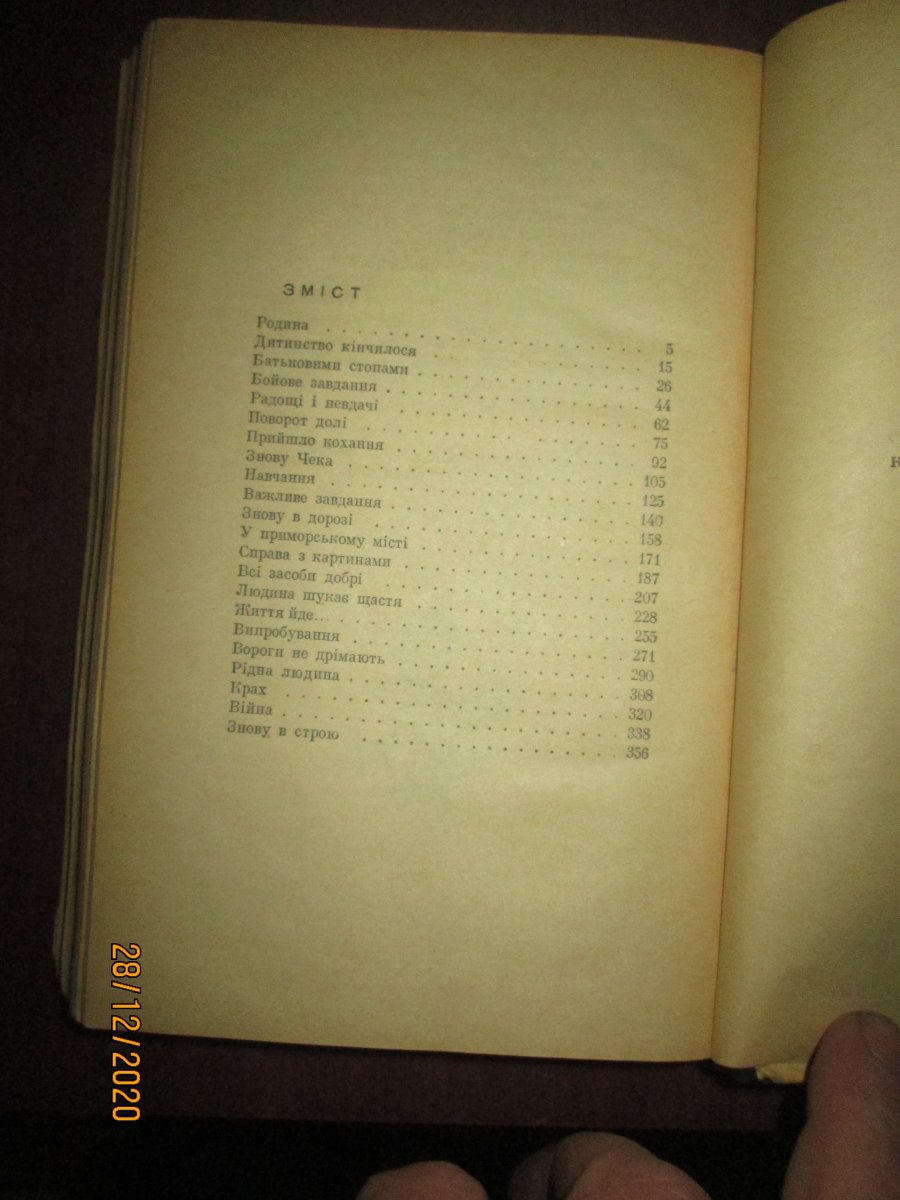 ЗМІСТ
Родина . . . . . . . . . . . . . . . . 5
Дитинство кінчилося . . . . . . . . . . . 15
Батьковими стопами . . . . . . . . . . . 26
Бойове завдання . . . . . . . . . . . . . 44
Радощі і невдачі . . . . . . . . . . . . 62
Поворот долі . . . . . . . . . . . . . . 75
Прийшло кохання . . . . . . . . . . . . . 92
Знову Чека . . . . . . . . . . . . . . . 105
Навчання . . . . . . . . . . . . . . . . 125
Важливе завдання . . . . . . . . . . . . 140
Знову в дорозі . . . . . . . . . . . . . 158
У приморському місті . . . . . . . . . . 171
Справа з картинами . . . . . . . . . . . 187
Всі засоби добрі . . . . . . . . . . . . 207
Людина шукає щастя . . . . . . . . . . . 228
Життя йде... . . . . . . . . . . . . . . 255
Випробування . . . . . . . . . . . . . . 271
Вороги не дрімають . . . . . . . . . . . 290
Рідна людина . . . . . . . . . . . . . . 308
Крах . . . . . . . . . . . . . . . . . . 320
Війна . . . . . . . . . . . . . . . . . 338
Знову в строю . . . . . . . . . . . . . 356
28/12/2020